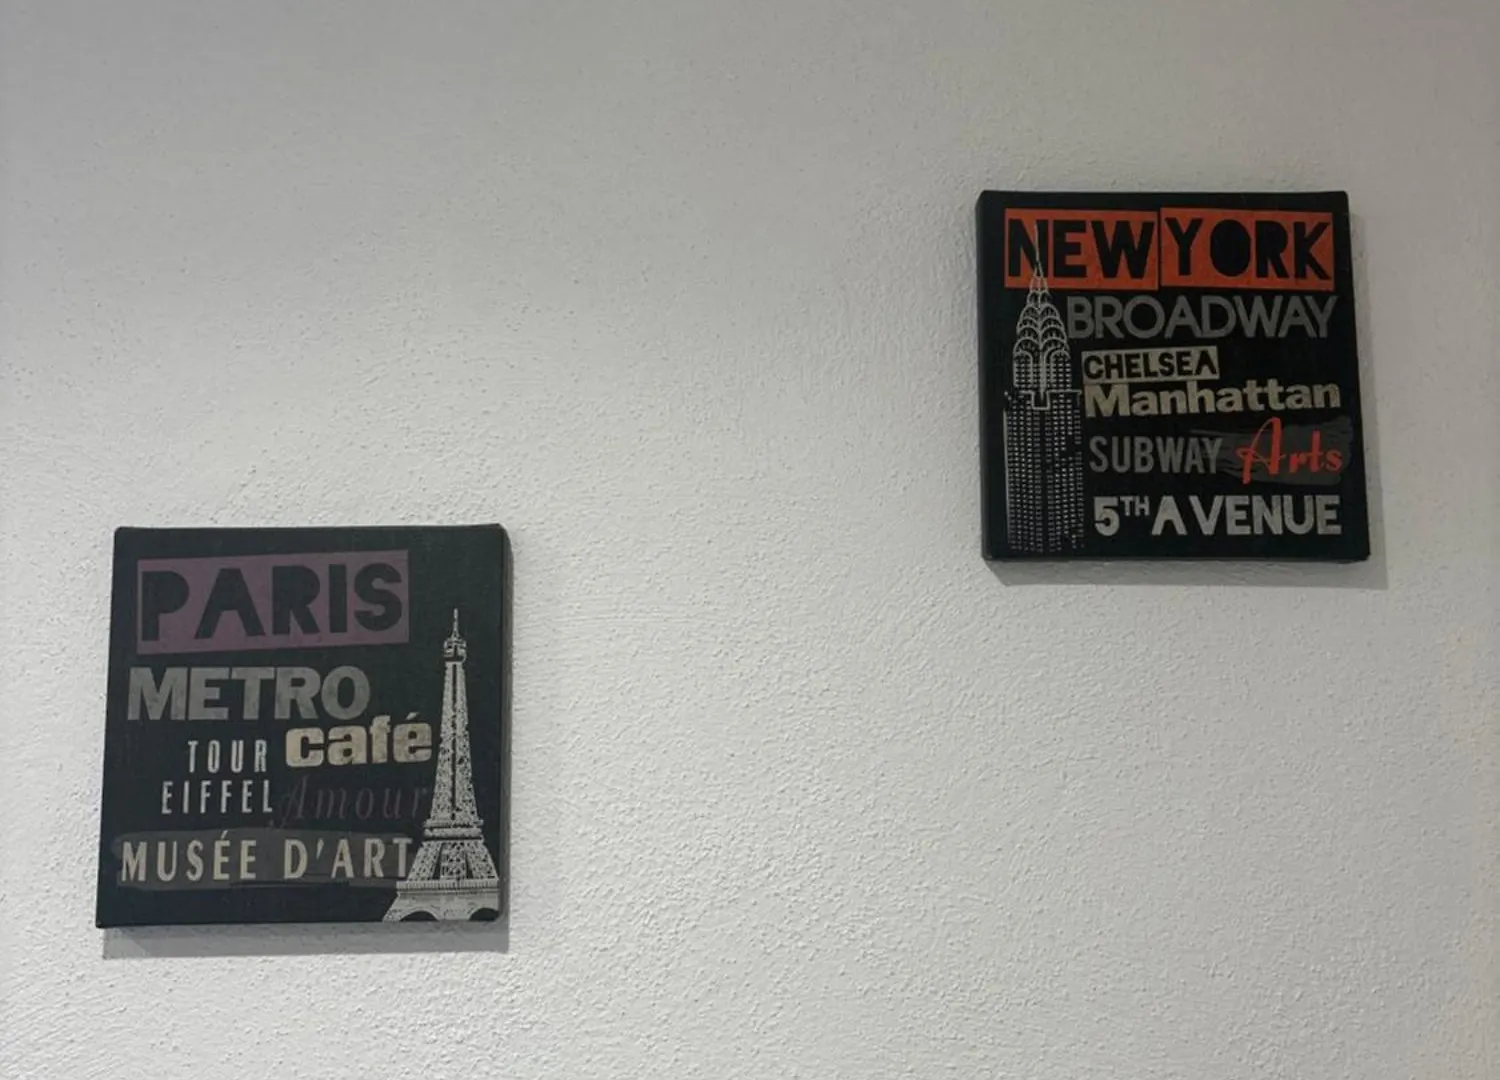 NEW YORK
BROADWAY
CHELSEA
Manhattan
SUBWAY Arts
5TH AVENUE
PARIS
METRO
café
TOUR
EIFFEL Amour
MUSÉE D'ART